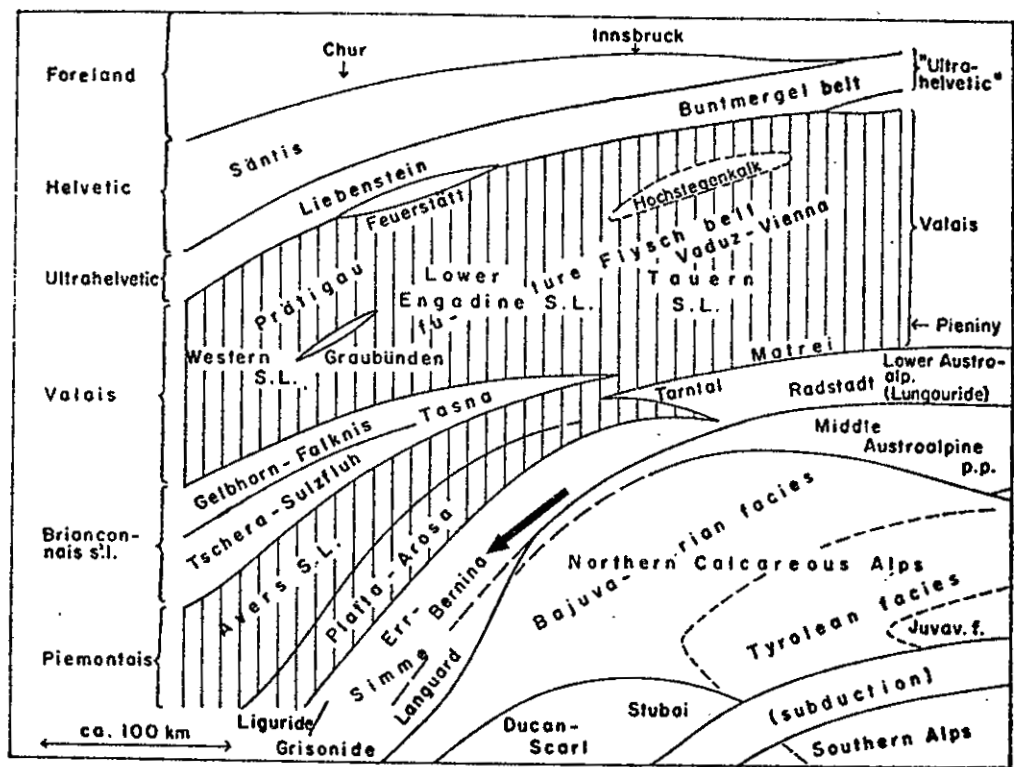 Foreland
Helvetic
Ultrahelvetic
Valais
Briançon-
nais s.l.
Piemontais
ca. 100 km
Chur
Innsbruck
"Ultra-
helvetic"
Valais
← Pieniny
Säntis
Buntmergel belt
Liebenstein
Feuerstätt
Hochstegenkalk
Prätigau
Lower
Engadine S.L.
fu- ture Flysch belt
Vaduz-Vienna
Tauern
S.L.
Western Graubünden
S.L.
Matrei
Lower Austro-
alp.
(Lungauride)
Tarntal
Radstadt
Gelbhorn-Falknis
Tasna
Middle
Austroalpine
p.p.
Tschera-Sulzfluh
Avers S.L.
Platta-Arosa
Err-
Bernina
Simme
Languard
Bajuva-rian facies
Northern Calcareous Alps
Tyrolean facies
Juvav. f.
Liguride
Grisonide
Ducan-
Scarl
Stubai
(subduction)
Southern Alps